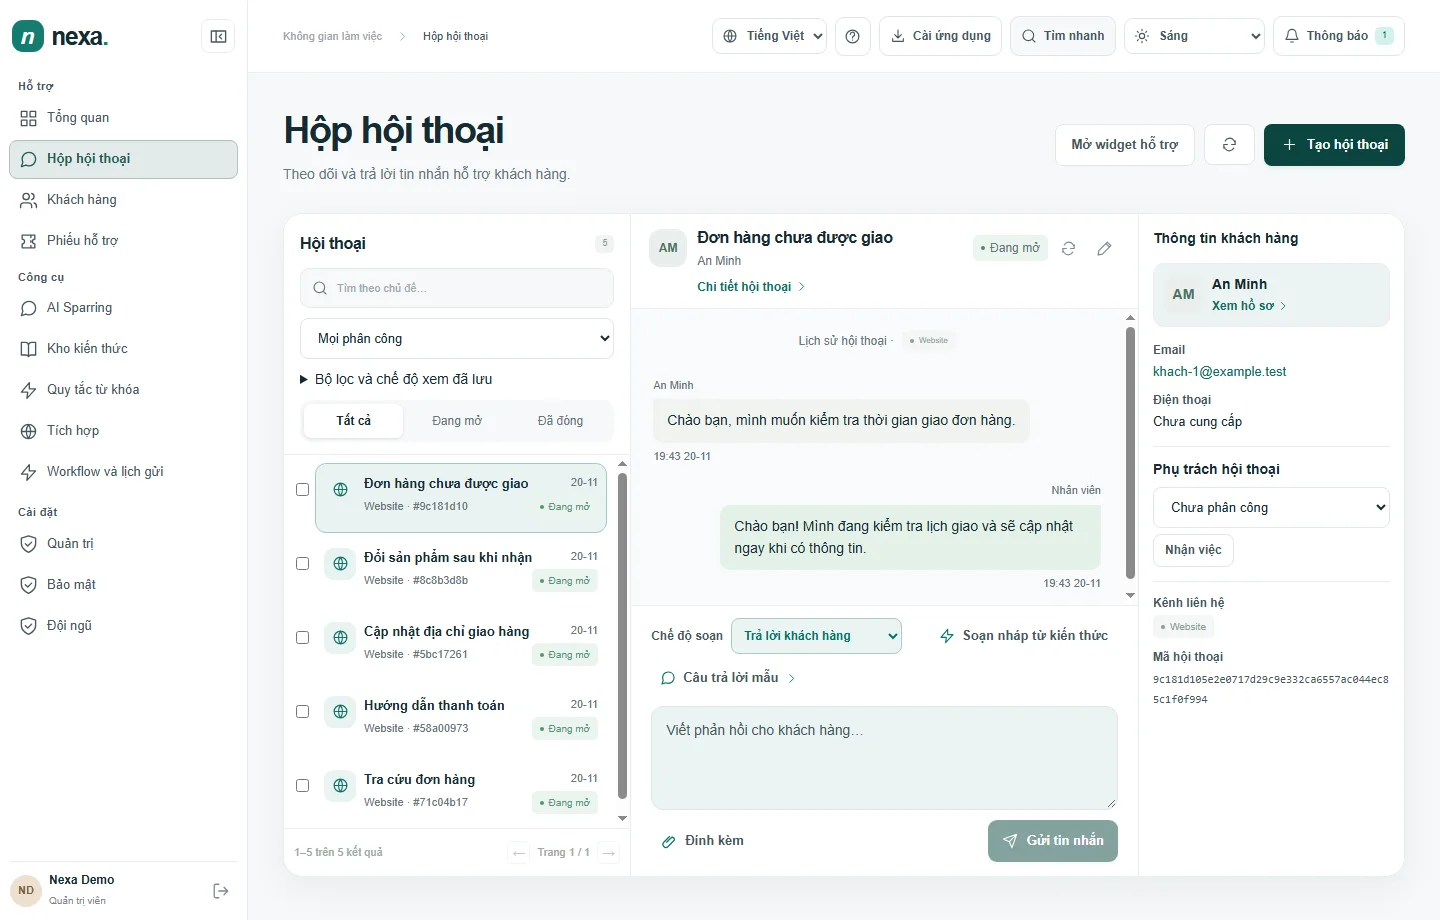 n nexa.
Hỗ trợ
Tổng quan
Hộp hội thoại
Khách hàng
Phiếu hỗ trợ
Công cụ
AI Sparring
Kho kiến thức
Quy tắc từ khóa
Tích hợp
Workflow và lịch gửi
Cài đặt
Quản trị
Bảo mật
Đội ngũ
ND
Nexa Demo
Quản trị viên
Không gian làm việc
Hộp hội thoại
Tiếng Việt
Cài ứng dụng
Tìm nhanh
Sáng
Thông báo 1
Hộp hội thoại
Theo dõi và trả lời tin nhắn hỗ trợ khách hàng.
Mở widget hỗ trợ
Tạo hội thoại
Hội thoại 5
Tìm theo chủ đề...
Mọi phân công
Bộ lọc và chế độ xem đã lưu
Tất cả
Đang mở
Đã đóng
Đơn hàng chưa được giao 20-11
Website · #9c181d10 • Đang mở
Đổi sản phẩm sau khi nhận 20-11
Website · #8c8b3d8b • Đang mở
Cập nhật địa chỉ giao hàng 20-11
Website · #5bc17261 • Đang mở
Hướng dẫn thanh toán 20-11
Website · #58a00973 • Đang mở
Tra cứu đơn hàng 20-11
Website · #71c04b17 • Đang mở
1–5 trên 5 kết quả
← Trang 1 / 1 →
AM
Đơn hàng chưa được giao
An Minh
Chi tiết hội thoại
• Đang mở
Lịch sử hội thoại · • Website
An Minh
Chào bạn, mình muốn kiểm tra thời gian giao đơn hàng.
19:43 20-11
Nhân viên
Chào bạn! Mình đang kiểm tra lịch giao và sẽ cập nhật
ngay khi có thông tin.
19:43 20-11
Chế độ soạn
Trả lời khách hàng
Soạn nháp từ kiến thức
Câu trả lời mẫu
Viết phản hồi cho khách hàng...
Đính kèm
Gửi tin nhắn
Thông tin khách hàng
AM
An Minh
Xem hồ sơ
Email
khach-1@example.test
Điện thoại
Chưa cung cấp
Phụ trách hội thoại
Chưa phân công
Nhận việc
Kênh liên hệ
• Website
Mã hội thoại
9c181d105e2e0717d29c9e332ca6557ac044ec8
5c1f0f994